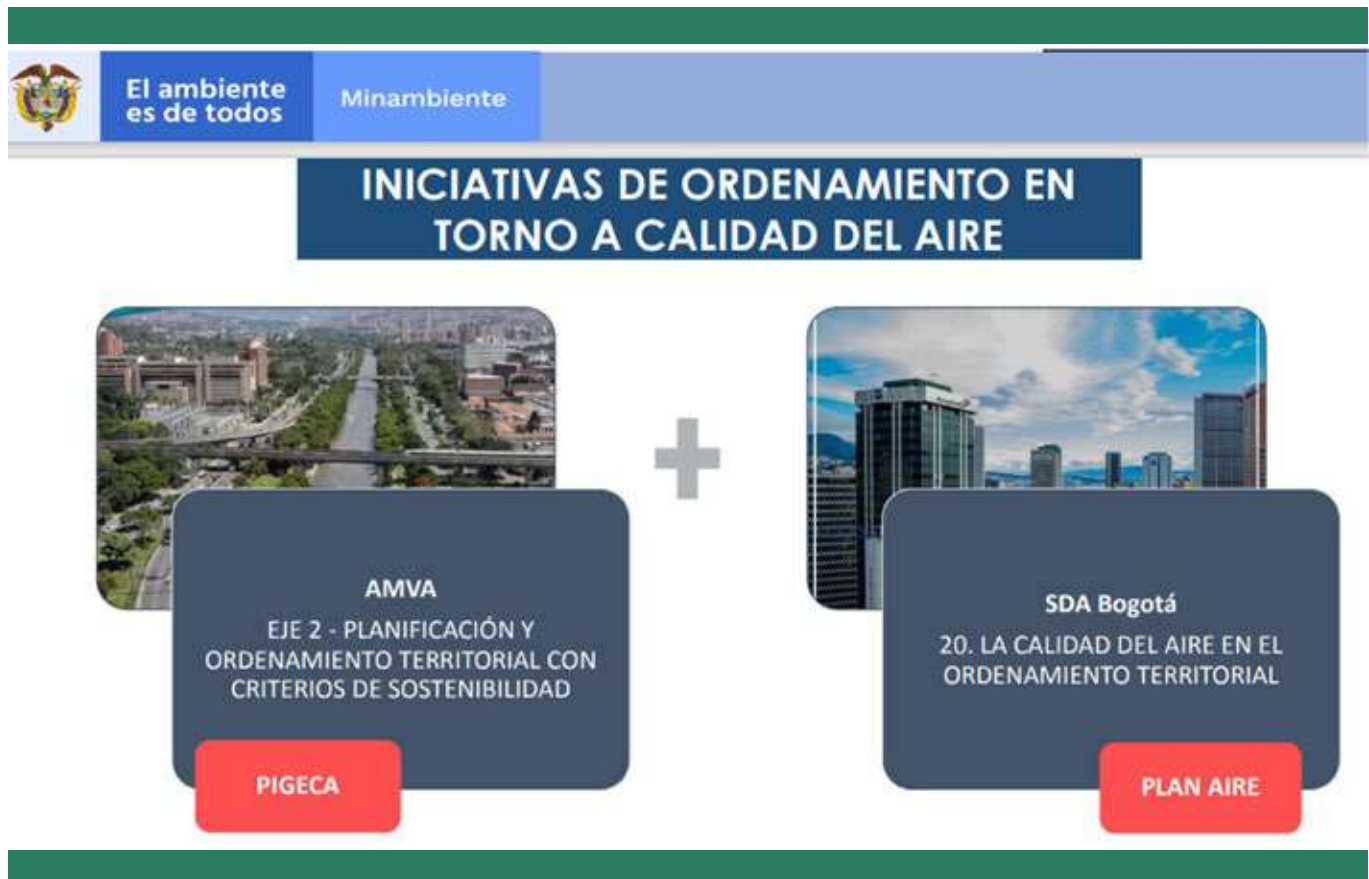 El ambiente
es de todos
Minambiente
INICIATIVAS DE ORDENAMIENTO EN
TORNO A CALIDAD DEL AIRE
AMVA
EJE 2 - PLANIFICACIÓN Y
ORDENAMIENTO TERRITORIAL CON
CRITERIOS DE SOSTENIBILIDAD
PIGECA
SDA Bogotá
20. LA CALIDAD DEL AIRE EN EL
ORDENAMIENTO TERRITORIAL
PLAN AIRE